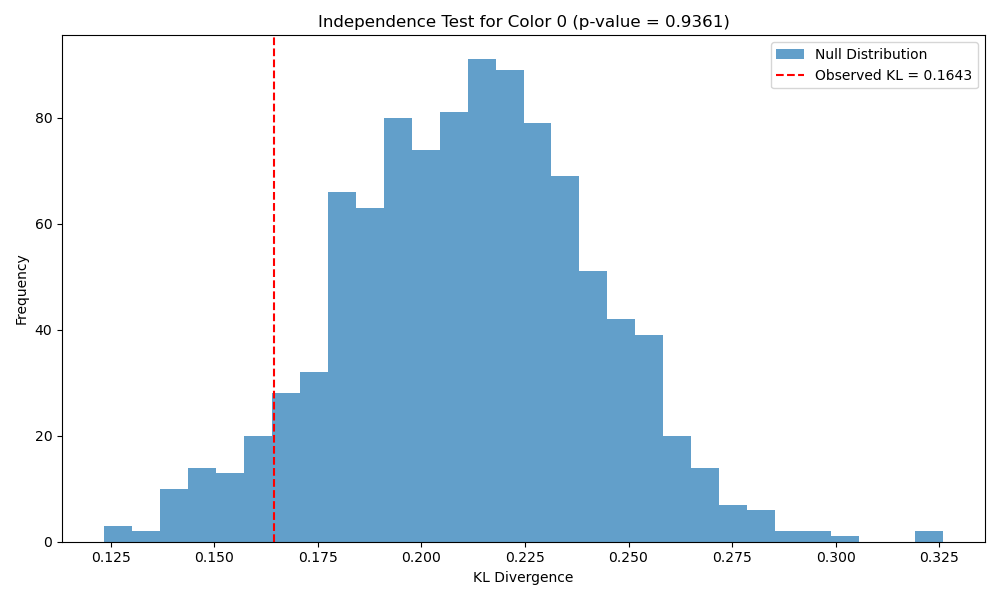 Independence Test for Color 0 (p-value = 0.9361)
Null Distribution
Observed KL = 0.1643
Frequency
80
60
40
20
0
0.125 0.150 0.175 0.200 0.225 0.250 0.275 0.300 0.325
KL Divergence